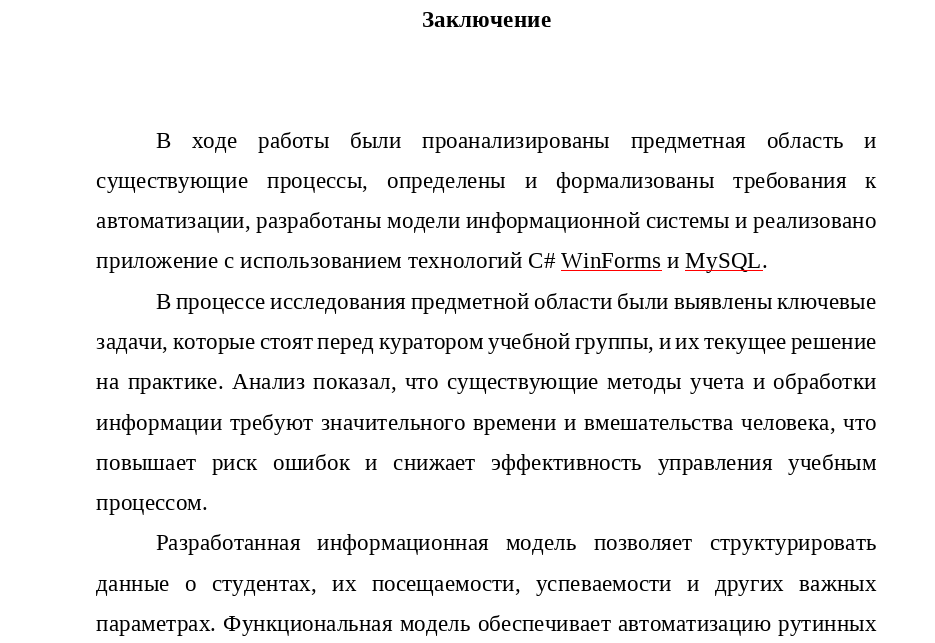 Заключение
В ходе работы были проанализированы предметная область и
существующие процессы, определены и формализованы требования к
автоматизации, разработаны модели информационной системы и реализовано
приложение с использованием технологий C# WinForms и MySQL.
В процессе исследования предметной области были выявлены ключевые
задачи, которые стоят перед куратором учебной группы, и их текущее решение
на практике. Анализ показал, что существующие методы учета и обработки
информации требуют значительного времени и вмешательства человека, что
повышает риск ошибок и снижает эффективность управления учебным
процессом.
Разработанная информационная модель позволяет структурировать
данные о студентах, их посещаемости, успеваемости и других важных
параметрах. Функциональная модель обеспечивает автоматизацию рутинных